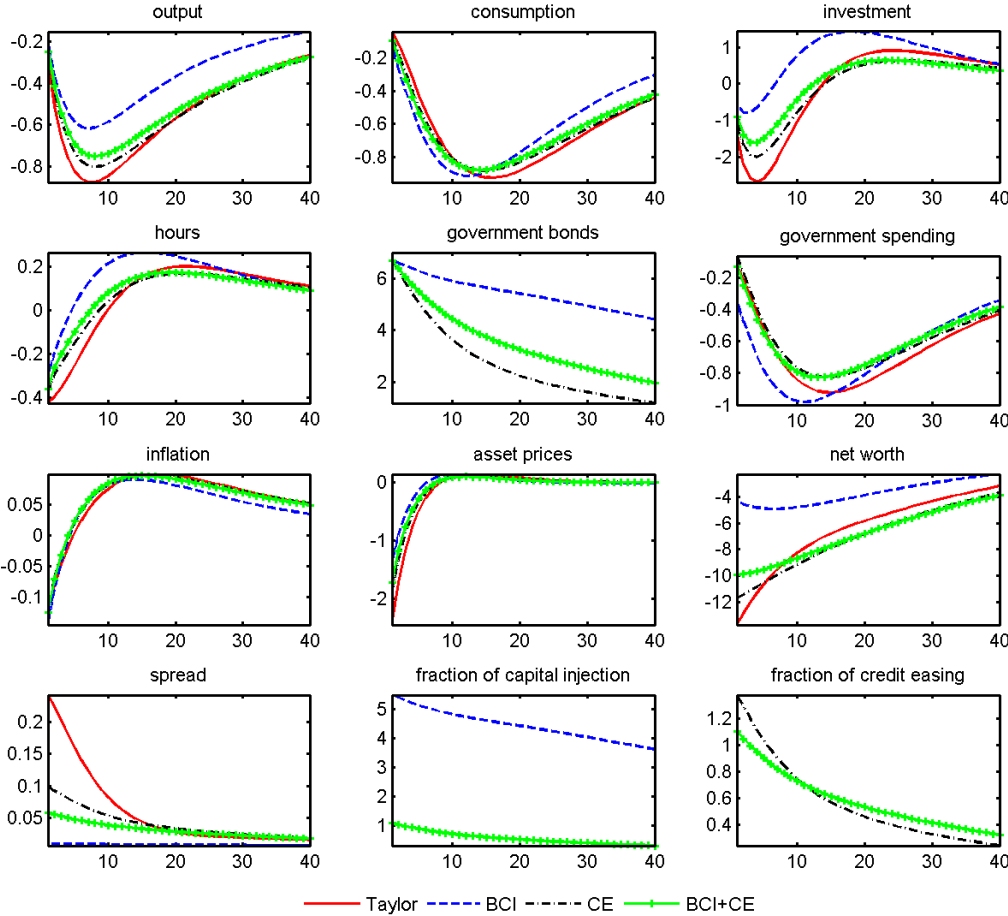 output consumption investment
-0.2 -0.4 -0.6 -0.8
10 20 30 40
-0.2 -0.4 -0.6 -0.8
10 20 30 40
1 0 -1 -2
10 20 30 40
hours government bonds government spending
0.2 0 -0.2 -0.4
10 20 30 40
6 4 2
10 20 30 40
-0.2 -0.4 -0.6 -0.8 -1
10 20 30 40
inflation asset prices net worth
0.05 0 -0.05 -0.1
10 20 30 40
0 -1 -2
10 20 30 40
-4 -6 -8 -10 -12
10 20 30 40
spread fraction of capital injection fraction of credit easing
0.2 0.15 0.1 0.05
10 20 30 40
5 4 3 2 1
10 20 30 40
1.2 1 0.8 0.6 0.4
10 20 30 40
Taylor BCI CE BCI+CE